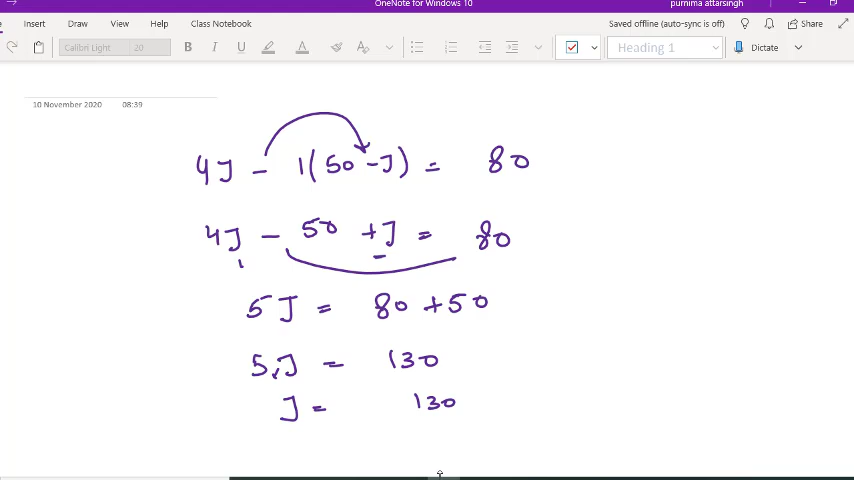 OneNote for Windows 10
purnima attarsingh
Insert Draw View Help Class Notebook
Saved offline (auto-sync is off) Share
Calibri Light 20 B I U A Heading 1 Dictate
10 November 2020 08:39
4J - 1(50 -J) = 80
4J - 50 +J = 80
5J = 80 +50
5J = 130
J = 130